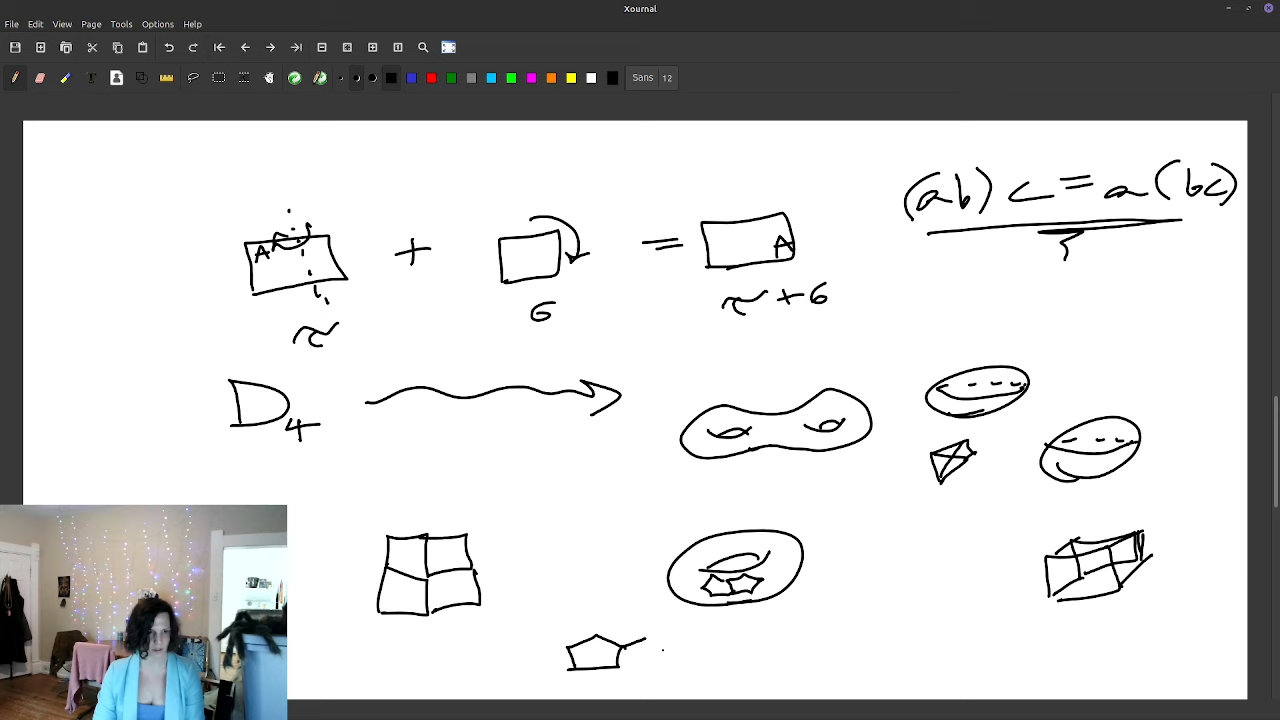 Xournal
File Edit View Page Tools Options Help
Sans 12
(ab) c = a (bc)
A + = A
τ σ τ + σ
D4